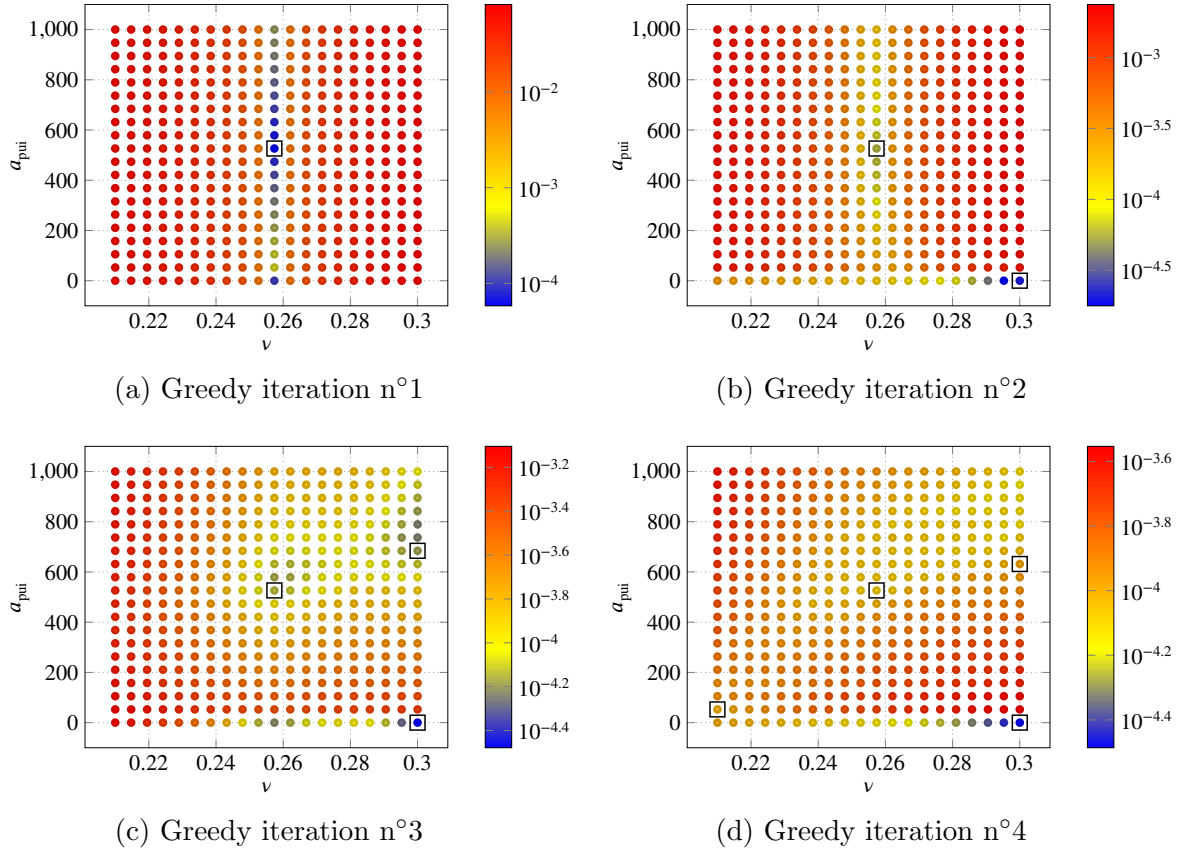 1,000
800
600
400
200
0
a_pui
0.22 0.24 0.26 0.28 0.3
ν
10^−2
10^−3
10^−4
(a) Greedy iteration n°1
1,000
800
600
400
200
0
a_pui
0.22 0.24 0.26 0.28 0.3
ν
10^−3
10^−3.5
10^−4
10^−4.5
(b) Greedy iteration n°2
1,000
800
600
400
200
0
a_pui
0.22 0.24 0.26 0.28 0.3
ν
10^−3.2
10^−3.4
10^−3.6
10^−3.8
10^−4
10^−4.2
10^−4.4
(c) Greedy iteration n°3
1,000
800
600
400
200
0
a_pui
0.22 0.24 0.26 0.28 0.3
ν
10^−3.6
10^−3.8
10^−4
10^−4.2
10^−4.4
(d) Greedy iteration n°4